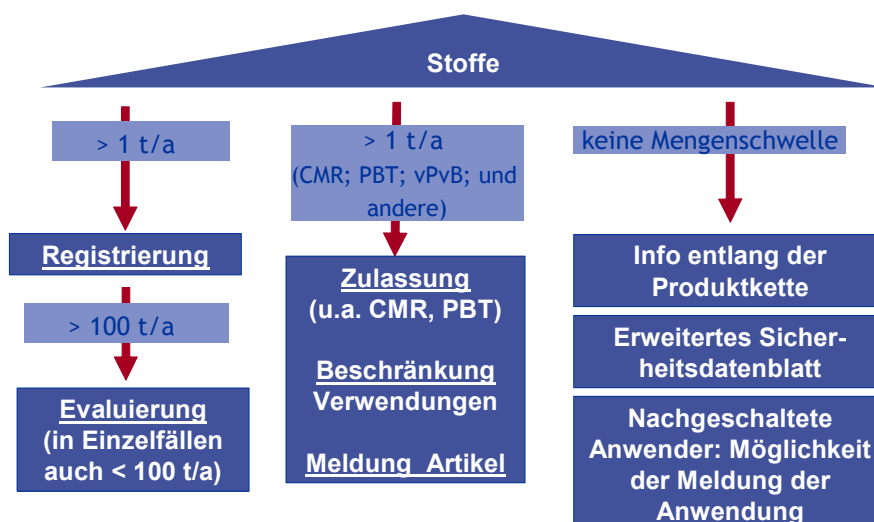 Stoffe
> 1 t/a
Registrierung
> 100 t/a
Evaluierung
(in Einzelfällen
auch < 100 t/a)
> 1 t/a
(CMR; PBT; vPvB; und
andere)
Zulassung
(u.a. CMR, PBT)
Beschränkung
Verwendungen
Meldung Artikel
keine Mengenschwelle
Info entlang der
Produktkette
Erweitertes Sicher-
heitsdatenblatt
Nachgeschaltete
Anwender: Möglichkeit
der Meldung der
Anwendung